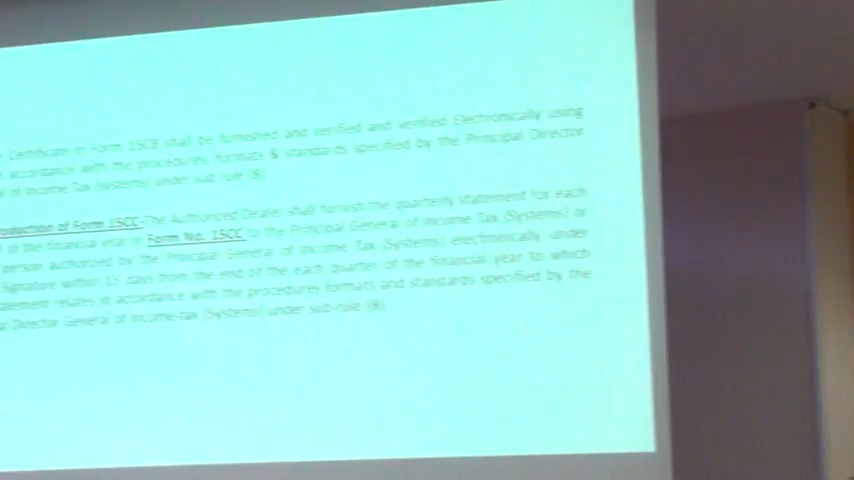 Certificate in Form 15CB shall be furnished and verified and verified Electronically using
accordance with the procedures, formats & standards specified by the Principal Director
of Income Tax (systems) under sub rule (8)
oduction of Form 15CC-The Authorized Dealer shall furnish the quarterly statement for each
of the financial year in Form No. 15CC to the Principal General of Income Tax (Systems) or
person authorized by the Principal General of Income Tax (Systems) electronically under
Signature within 15 days from the end of the each quarter of the financial year to which
atement relates in accordance with the procedures formats and standards specified by the
al Director General of Income-tax (Systems) under sub-rule (8)